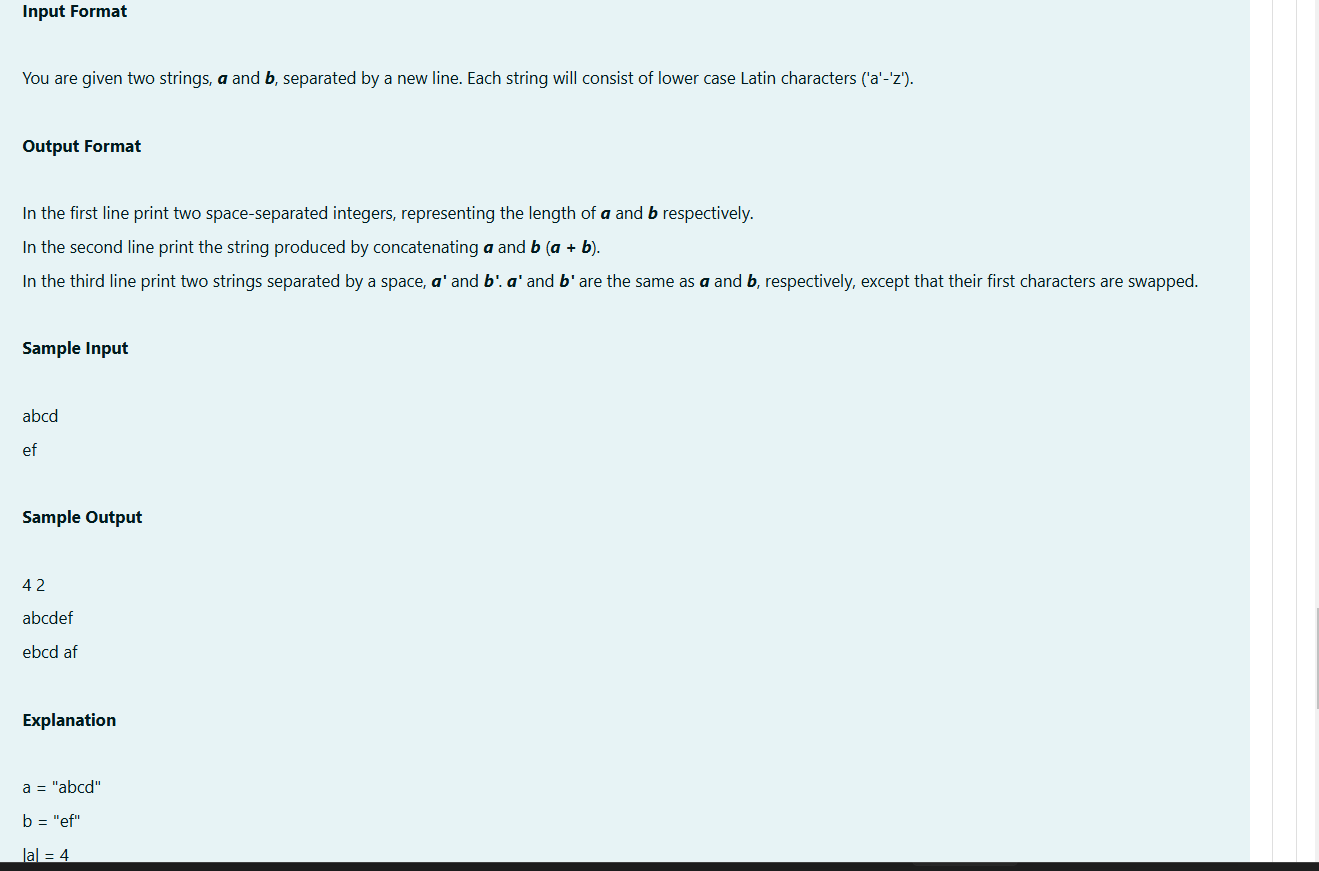 Input Format
You are given two strings, a and b, separated by a new line. Each string will consist of lower case Latin characters ('a'-'z').
Output Format
In the first line print two space-separated integers, representing the length of a and b respectively.
In the second line print the string produced by concatenating a and b (a + b).
In the third line print two strings separated by a space, a' and b'. a' and b' are the same as a and b, respectively, except that their first characters are swapped.
Sample Input
abcd
ef
Sample Output
4 2
abcdef
ebcd af
Explanation
a = "abcd"
b = "ef"
|a| = 4